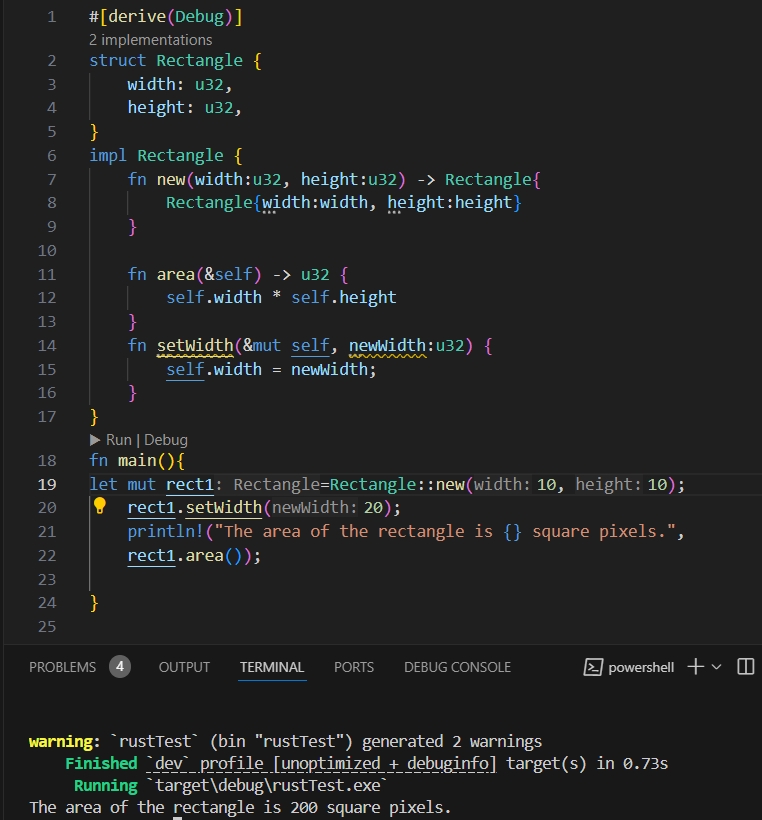 1 #[derive(Debug)]
2 implementations
2 struct Rectangle {
3 width: u32,
4 height: u32,
5 }
6 impl Rectangle {
7 fn new(width:u32, height:u32) -> Rectangle{
8 Rectangle{width:width, height:height}
9 }
10
11 fn area(&self) -> u32 {
12 self.width * self.height
13 }
14 fn setWidth(&mut self, newWidth:u32) {
15 self.width = newWidth;
16 }
17 }
▶ Run | Debug
18 fn main(){
19 let mut rect1: Rectangle=Rectangle::new(width: 10, height: 10);
20 rect1.setWidth(newWidth: 20);
21 println!("The area of the rectangle is {} square pixels.",
22 rect1.area());
23
24 }
25
PROBLEMS 4 OUTPUT TERMINAL PORTS DEBUG CONSOLE powershell
warning: `rustTest` (bin "rustTest") generated 2 warnings
Finished `dev` profile [unoptimized + debuginfo] target(s) in 0.73s
Running `target\debug\rustTest.exe`
The area of the rectangle is 200 square pixels.